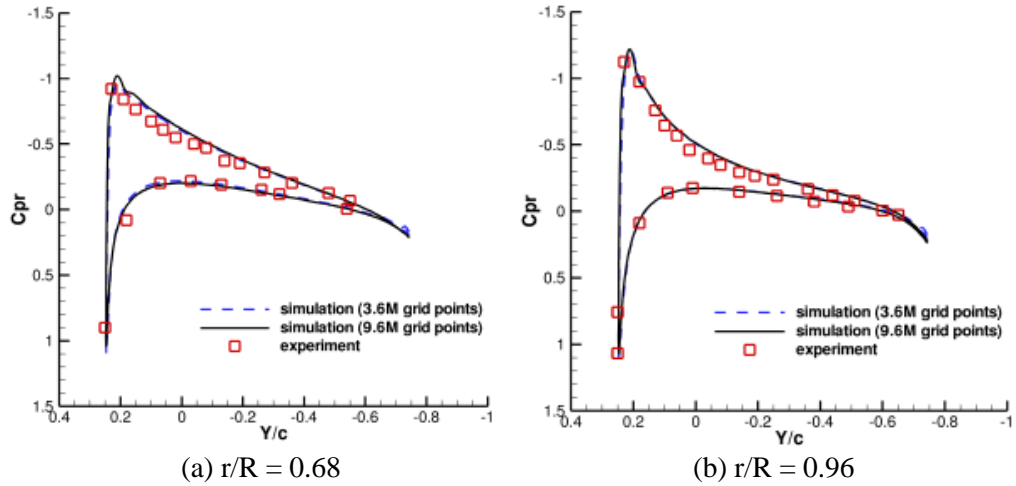 -1.5
-1
-0.5
0
0.5
1
1.5
Cpr
0.4 0.2 0 -0.2 -0.4 -0.6 -0.8 -1
Y/c
simulation (3.6M grid points)
simulation (9.6M grid points)
experiment
(a) r/R = 0.68
-1.5
-1
-0.5
0
0.5
1
1.5
Cpr
0.4 0.2 0 -0.2 -0.4 -0.6 -0.8 -1
Y/c
simulation (3.6M grid points)
simulation (9.6M grid points)
experiment
(b) r/R = 0.96